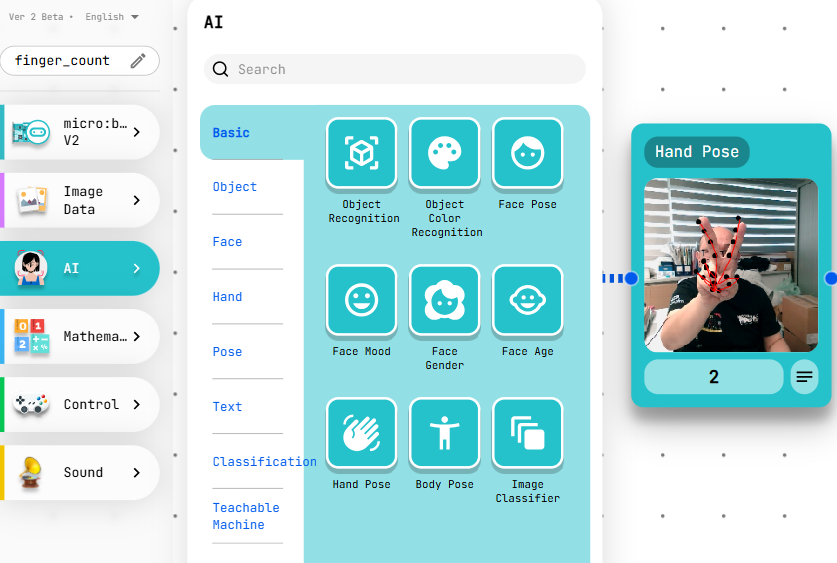 Ver 2 Beta • English
finger_count
micro:b…
V2
Image
Data
AI
Mathema…
Control
Sound
AI
Search
Basic
Object
Face
Hand
Pose
Text
Classification
Teachable
Machine
Object
Recognition
Object
Color
Recognition
Face Pose
Face Mood
Face
Gender
Face Age
Hand Pose
Body Pose
Image
Classifier
Hand Pose
2